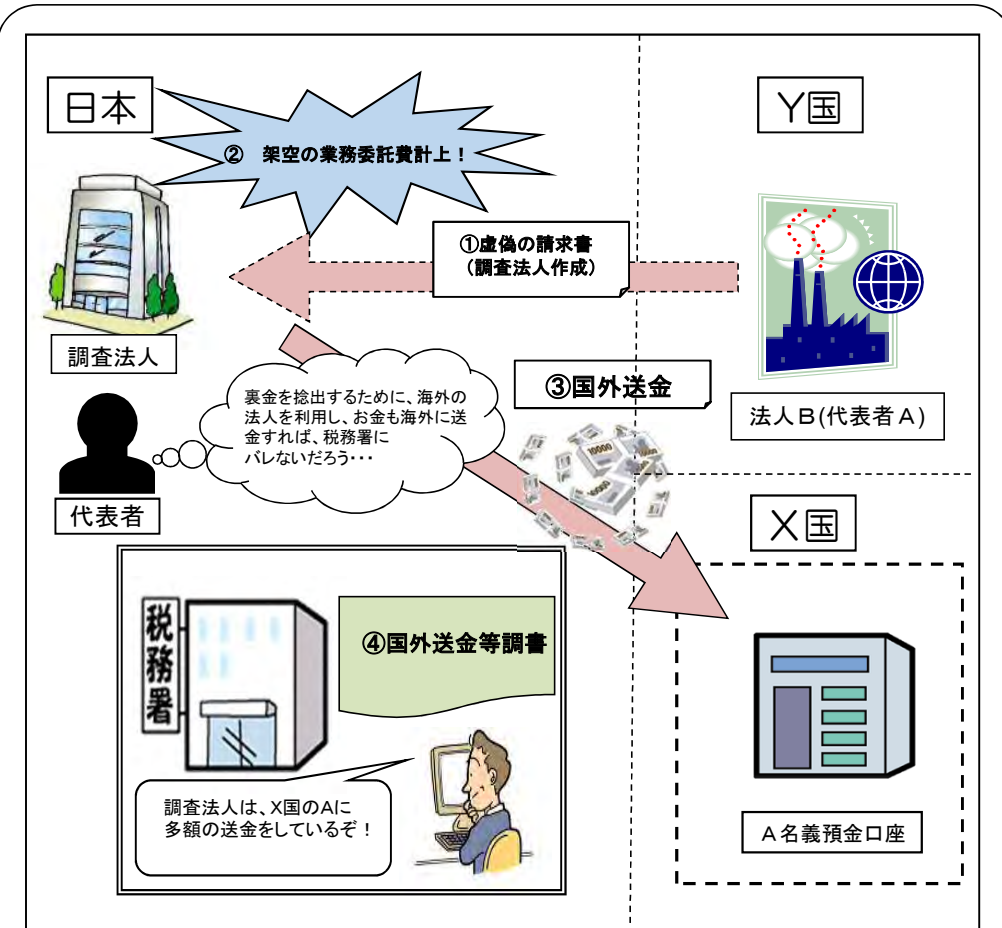 日本
Y国
② 架空の業務委託費計上!
①虚偽の請求書
(調査法人作成)
調査法人
法人B(代表者A)
裏金を捻出するために、海外の
法人を利用し、お金も海外に送
金すれば、税務署に
バレないだろう・・・
③国外送金
10000
10000
代表者
X国
税務署
④国外送金等調書
調査法人は、X国のAに
多額の送金をしているぞ!
A名義預金口座